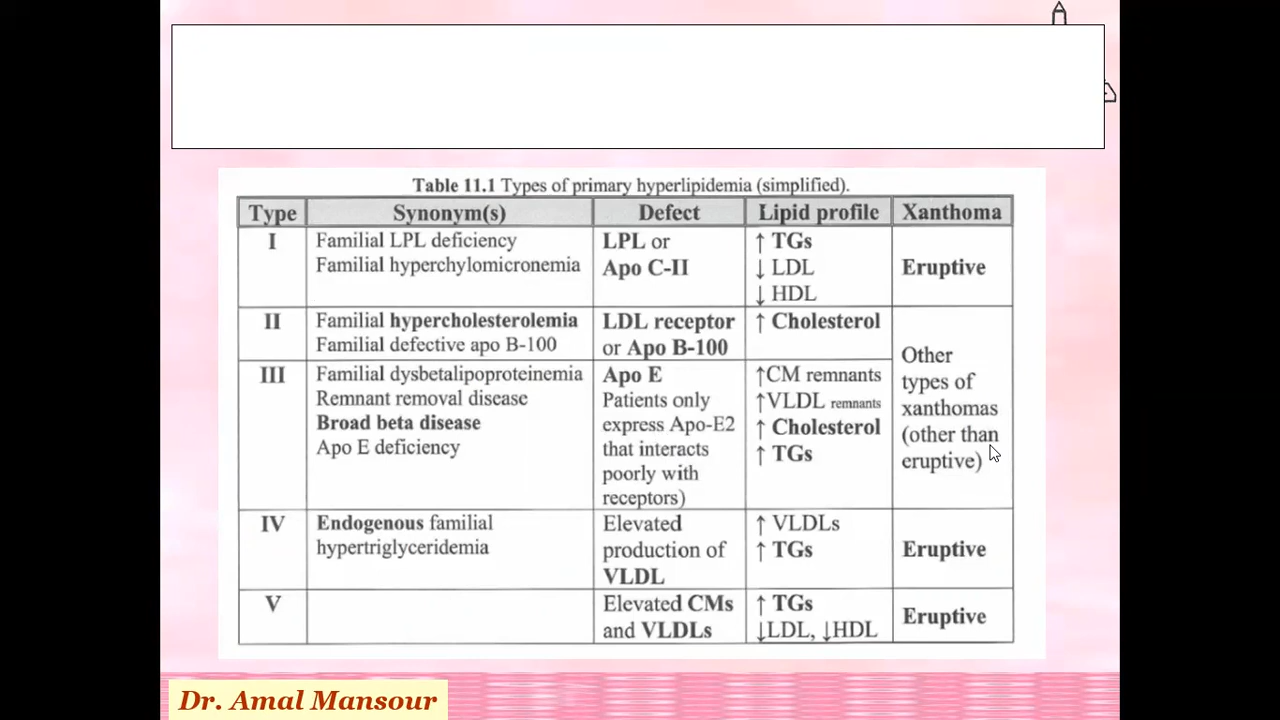 Table 11.1 Types of primary hyperlipidemia (simplified).
Type Synonym(s) Defect Lipid profile Xanthoma
I
Familial LPL deficiency
Familial hyperchylomicronemia
LPL or
Apo C-II
↑ TGs
↓ LDL
↓ HDL
Eruptive
II
Familial hypercholesterolemia
Familial defective apo B-100
LDL receptor
or Apo B-100
↑ Cholesterol
Other
types of
xanthomas
(other than
eruptive)
III
Familial dysbetalipoproteinemia
Remnant removal disease
Broad beta disease
Apo E deficiency
Apo E
Patients only
express Apo-E2
that interacts
poorly with
receptors)
↑CM remnants
↑VLDL remnants
↑ Cholesterol
↑ TGs
IV
Endogenous familial
hypertriglyceridemia
Elevated
production of
VLDL
↑ VLDLs
↑ TGs
Eruptive
V
Elevated CMs
and VLDLs
↑ TGs
↓LDL, ↓HDL
Eruptive
Dr. Amal Mansour